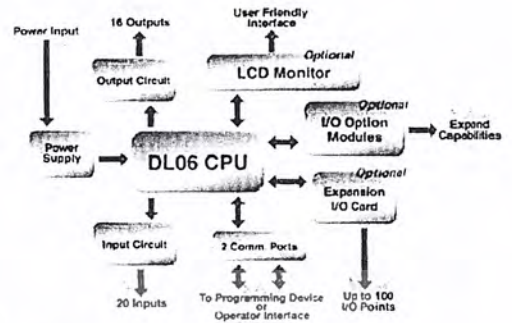 Power Input
16 Outputs
User Friendly
Interface
Optional
Output Circuit
LCD Monitor
Optional
I/O Option
Modules
Expand
Capabilities
Power
Supply
DL06 CPU
Optional
Expansion
I/O Card
Input Circuit
2 Comm. Ports
20 Inputs
To Programming Device
or
Operator Interface
Up to 100
I/O Points